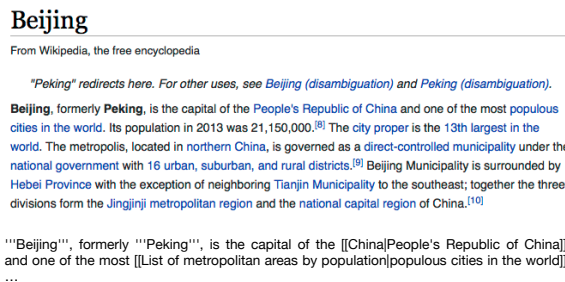 Beijing
From Wikipedia, the free encyclopedia
"Peking" redirects here. For other uses, see Beijing (disambiguation) and Peking (disambiguation).
Beijing, formerly Peking, is the capital of the People's Republic of China and one of the most populous
cities in the world. Its population in 2013 was 21,150,000.[8] The city proper is the 13th largest in the
world. The metropolis, located in northern China, is governed as a direct-controlled municipality under the
national government with 16 urban, suburban, and rural districts.[9] Beijing Municipality is surrounded by
Hebei Province with the exception of neighboring Tianjin Municipality to the southeast; together the three
divisions form the Jingjinji metropolitan region and the national capital region of China.[10]
'''Beijing''', formerly '''Peking''', is the capital of the [[China|People's Republic of China]]
and one of the most [[List of metropolitan areas by population|populous cities in the world]]
...